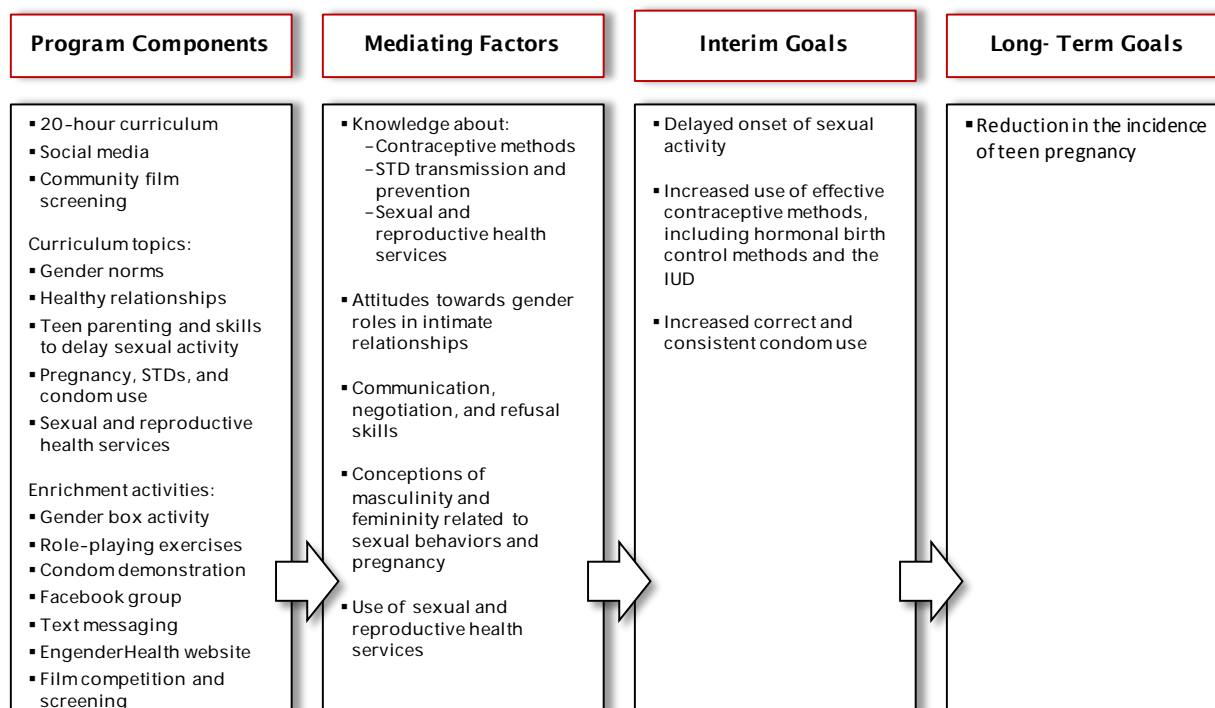 Program Components
▪ 20-hour curriculum
▪ Social media
▪ Community film
screening
Curriculum topics:
▪ Gender norms
▪ Healthy relationships
▪ Teen parenting and skills
to delay sexual activity
▪ Pregnancy, STDs, and
condom use
▪ Sexual and reproductive
health services
Enrichment activities:
▪ Gender box activity
▪ Role-playing exercises
▪ Condom demonstration
▪ Facebook group
▪ Text messaging
▪ EngenderHealth website
▪ Film competition and
screening
Mediating Factors
▪ Knowledge about:
–Contraceptive methods
–STD transmission and
prevention
–Sexual and
reproductive health
services
▪ Attitudes towards gender
roles in intimate
relationships
▪ Communication,
negotiation, and refusal
skills
▪ Conceptions of
masculinity and
femininity related to
sexual behaviors and
pregnancy
▪ Use of sexual and
reproductive health
services
Interim Goals
▪ Delayed onset of sexual
activity
▪ Increased use of effective
contraceptive methods,
including hormonal birth
control methods and the
IUD
▪ Increased correct and
consistent condom use
Long- Term Goals
▪ Reduction in the incidence
of teen pregnancy